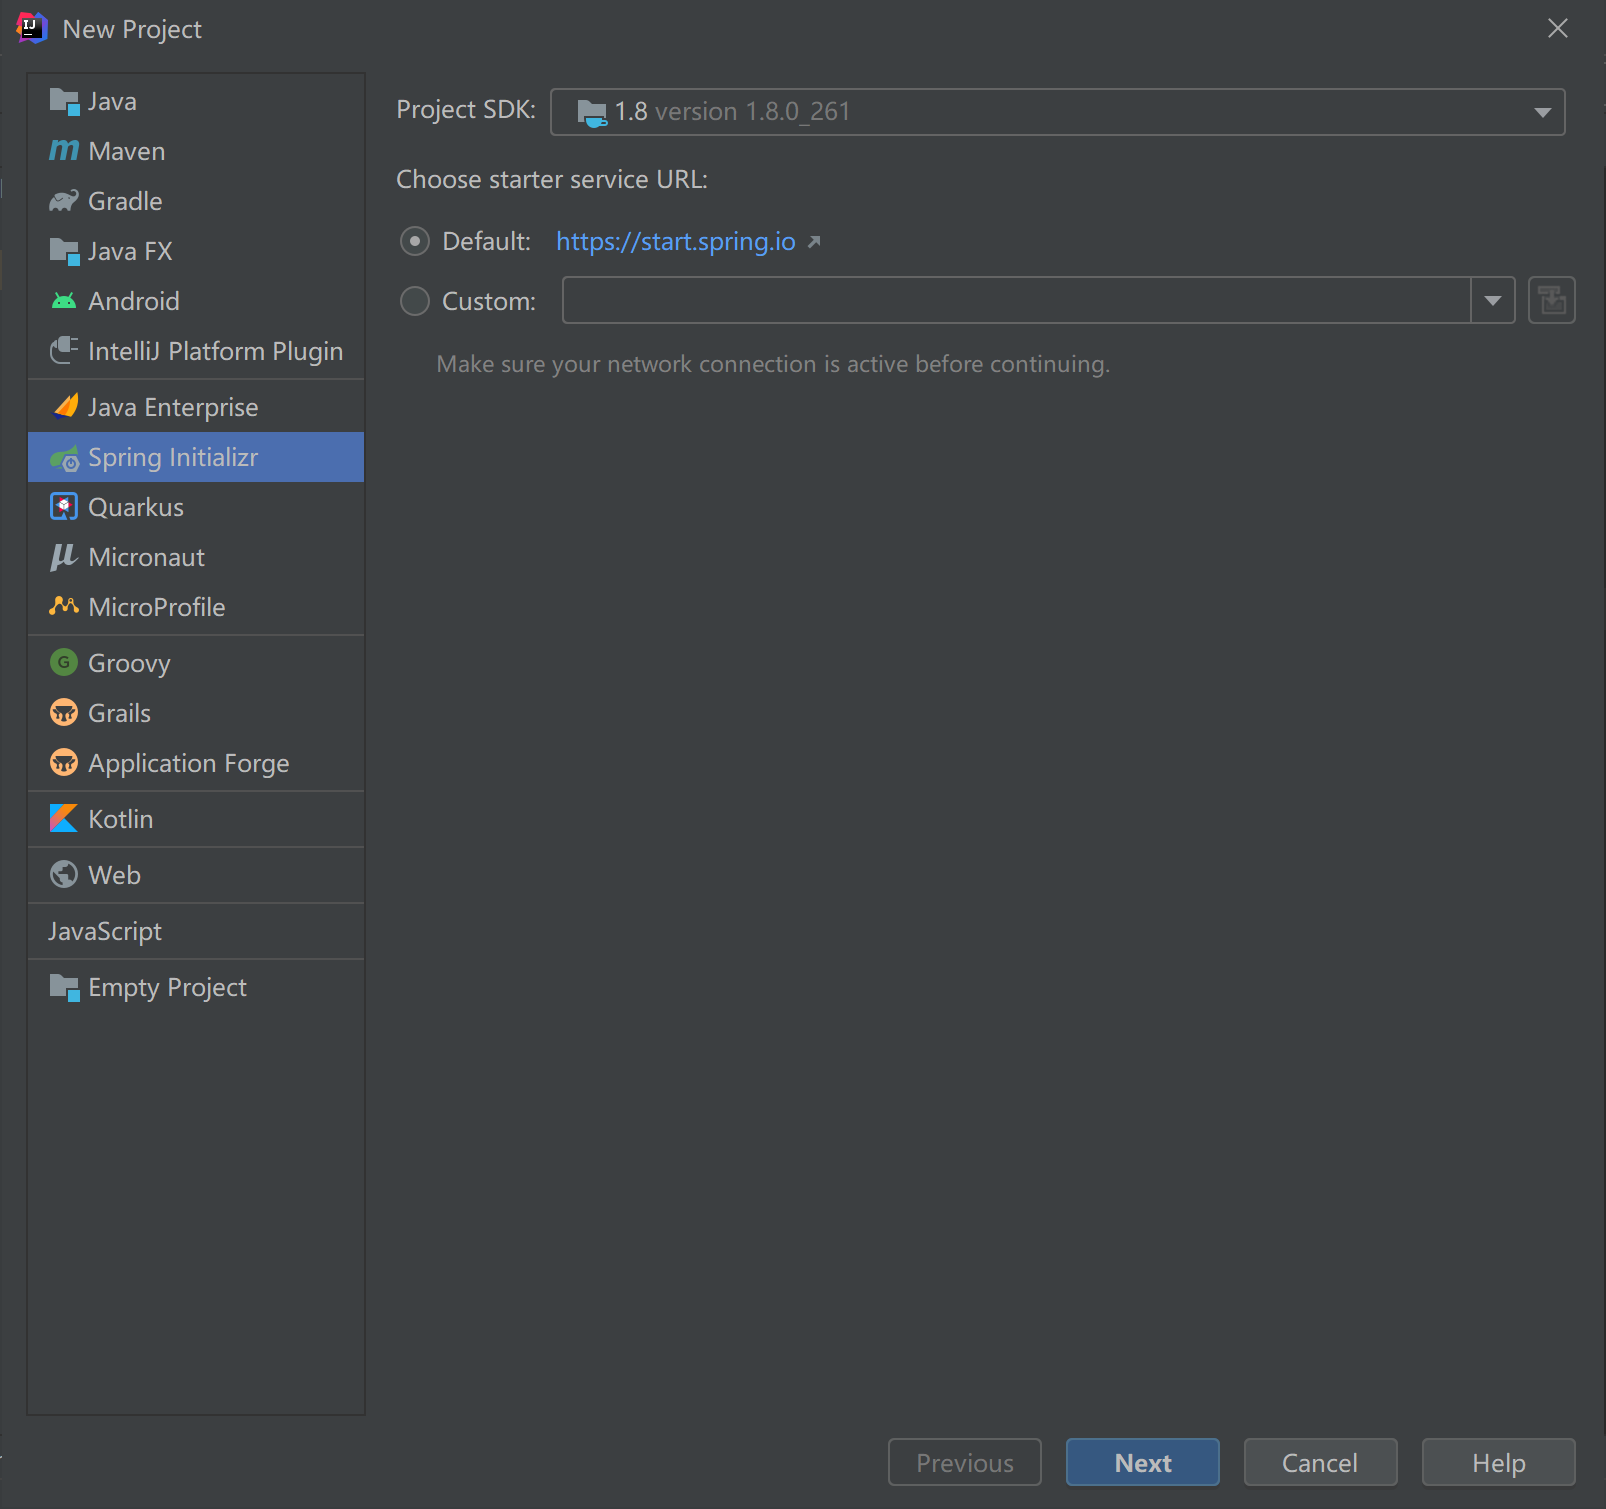 New Project
Java
Maven
Gradle
Java FX
Android
IntelliJ Platform Plugin
Java Enterprise
Spring Initializr
Quarkus
Micronaut
MicroProfile
Groovy
Grails
Application Forge
Kotlin
Web
JavaScript
Empty Project
Project SDK: 1.8 version 1.8.0_261
Choose starter service URL:
Default: https://start.spring.io
Custom:
Make sure your network connection is active before continuing.
Previous Next Cancel Help